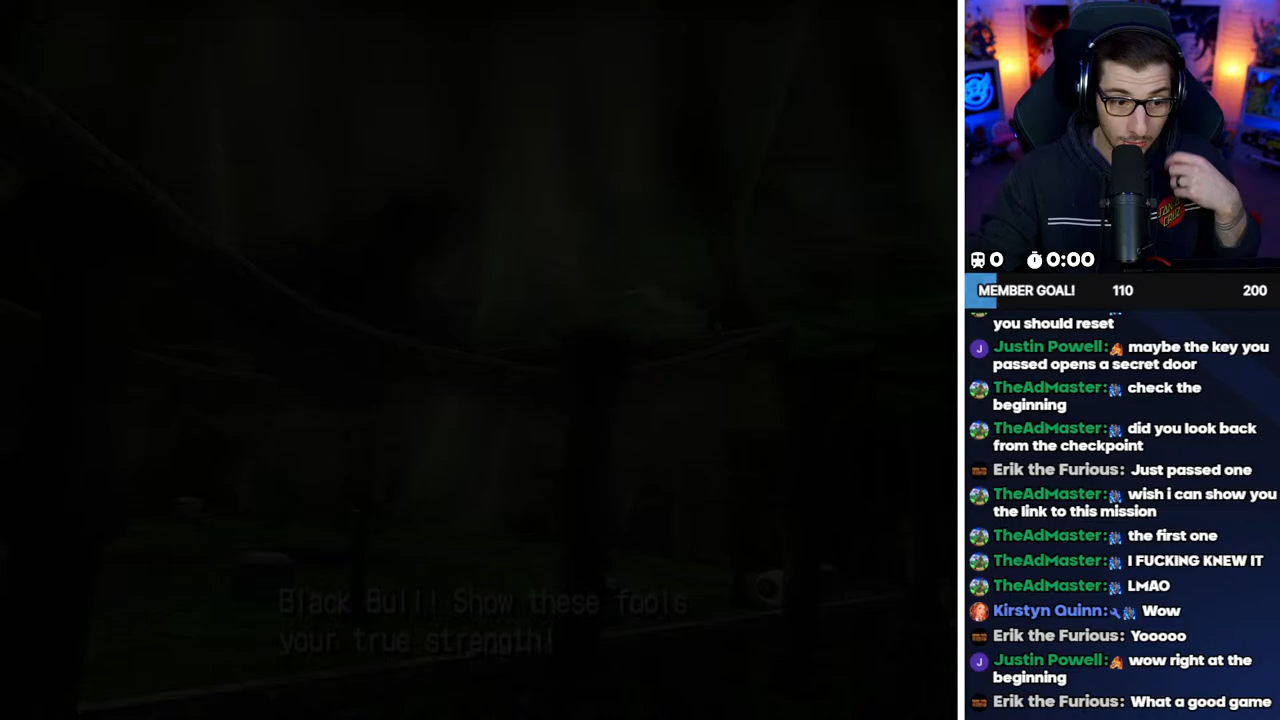 Black Bull! Show these fools
your true strength!
SANTA
CRUZ
0
0:00
MEMBER GOAL!
110
200
you should reset
J
Justin Powell: maybe the key you
passed opens a secret door
TheAdMaster: check the
beginning
TheAdMaster: did you look back
from the checkpoint
Erik the Furious: Just passed one
TheAdMaster: wish i can show you
the link to this mission
TheAdMaster: the first one
TheAdMaster: I FUCKING KNEW IT
TheAdMaster: LMAO
Kirstyn Quinn: Wow
Erik the Furious: Yooooo
J
Justin Powell: wow right at the
beginning
Erik the Furious: What a good game